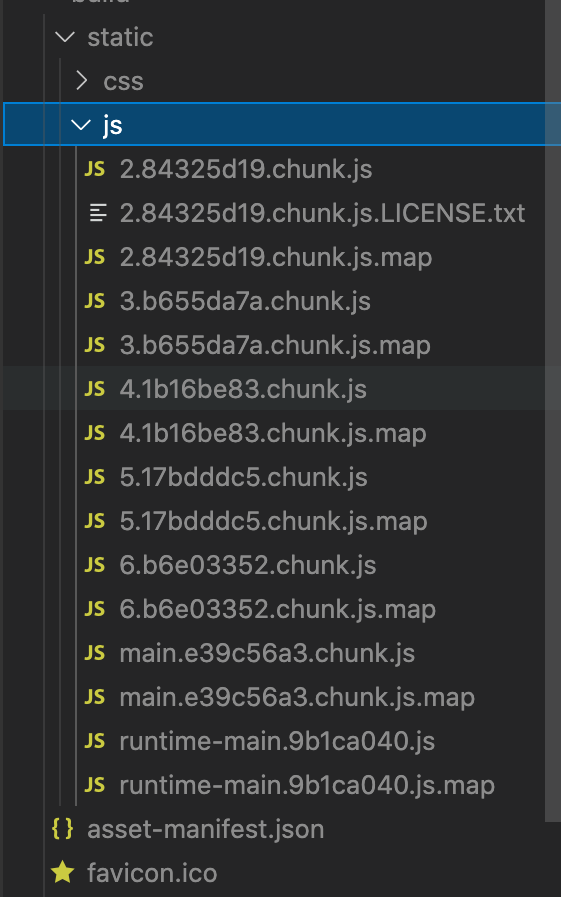 build
static
css
js
JS 2.84325d19.chunk.js
2.84325d19.chunk.js.LICENSE.txt
JS 2.84325d19.chunk.js.map
JS 3.b655da7a.chunk.js
JS 3.b655da7a.chunk.js.map
JS 4.1b16be83.chunk.js
JS 4.1b16be83.chunk.js.map
JS 5.17bdddc5.chunk.js
JS 5.17bdddc5.chunk.js.map
JS 6.b6e03352.chunk.js
JS 6.b6e03352.chunk.js.map
JS main.e39c56a3.chunk.js
JS main.e39c56a3.chunk.js.map
JS runtime-main.9b1ca040.js
JS runtime-main.9b1ca040.js.map
{} asset-manifest.json
favicon.ico